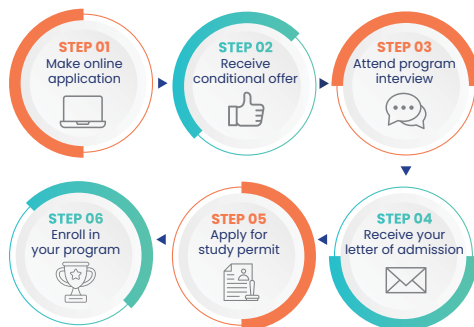 STEP 01
Make online
application
STEP 02
Receive
conditional offer
STEP 03
Attend program
interview
STEP 04
Receive your
letter of admission
STEP 05
Apply for
study permit
STEP 06
Enroll in
your program